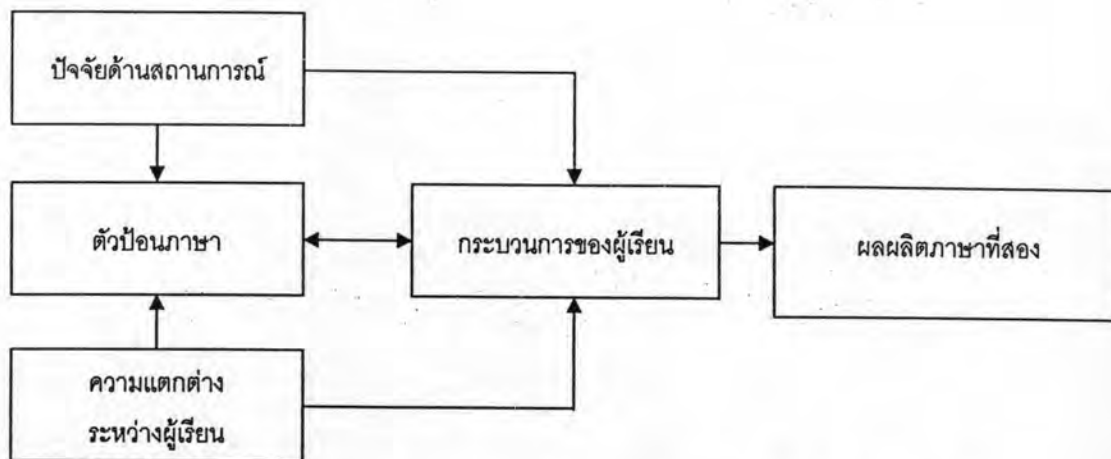 ปัจจัยด้านสถานการณ์
ตัวป้อนภาษา
กระบวนการของผู้เรียน
ผลผลิตภาษาที่สอง
ความแตกต่าง
ระหว่างผู้เรียน